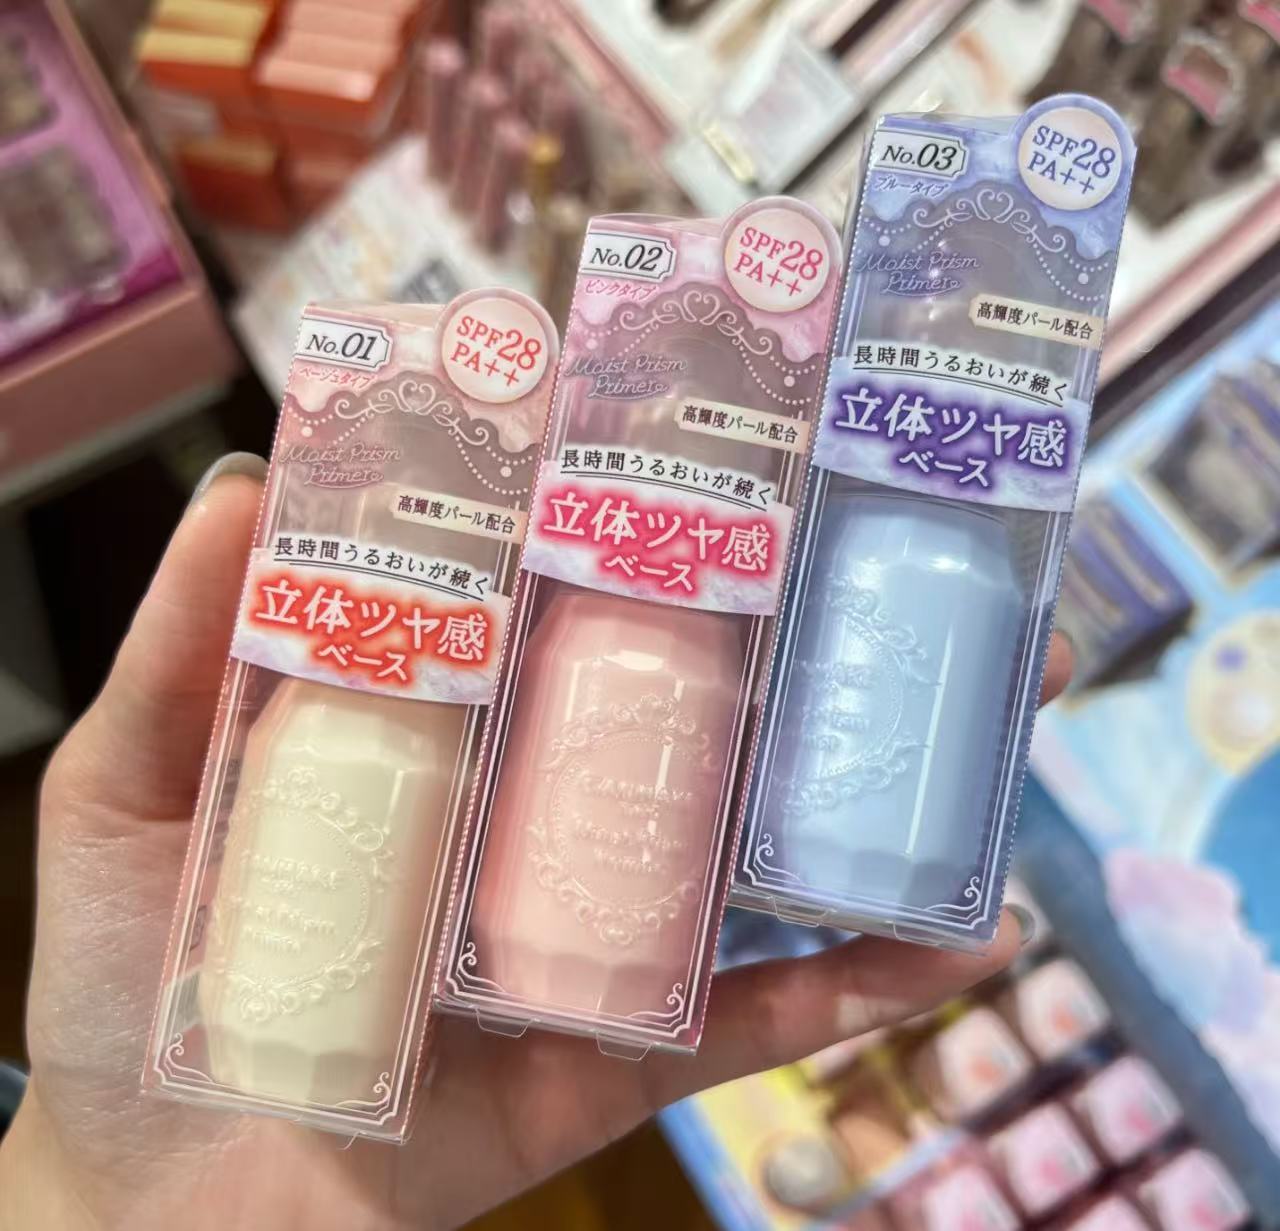 No.01
ベージュタイプ
SPF28
PA++
Moist Prism
Primer
高輝度パール配合
長時間うるおいが続く
立体ツヤ感
ベース
No.02
ピンクタイプ
SPF28
PA++
Moist Prism
Primer
高輝度パール配合
長時間うるおいが続く
立体ツヤ感
ベース
No.03
ブルータイプ
SPF28
PA++
Moist Prism
Primer
高輝度パール配合
長時間うるおいが続く
立体ツヤ感
ベース